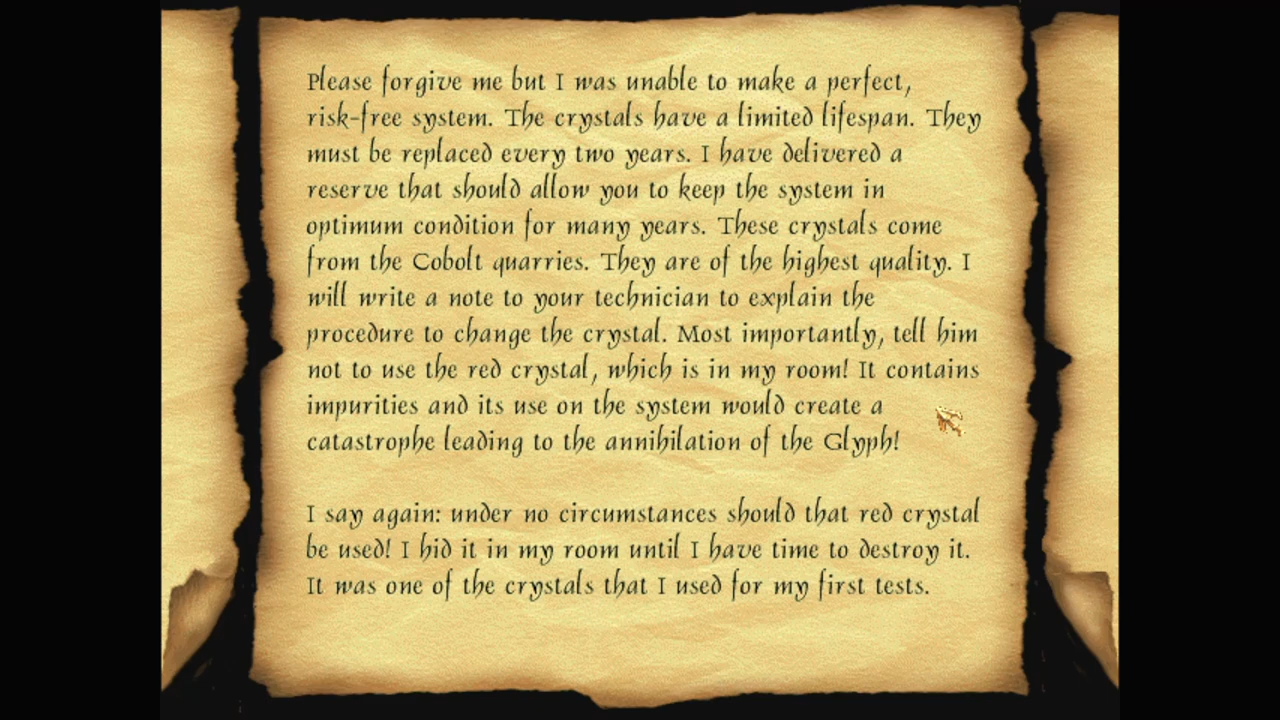 Please forgive me but I was unable to make a perfect,
risk-free system. The crystals have a limited lifespan. They
must be replaced every two years. I have delivered a
reserve that should allow you to keep the system in
optimum condition for many years. These crystals come
from the Cobolt quarries. They are of the highest quality. I
will write a note to your technician to explain the
procedure to change the crystal. Most importantly, tell him
not to use the red crystal, which is in my room! It contains
impurities and its use on the system would create a
catastrophe leading to the annihilation of the Glyph!
I say again: under no circumstances should that red crystal
be used! I hid it in my room until I have time to destroy it.
It was one of the crystals that I used for my first tests.